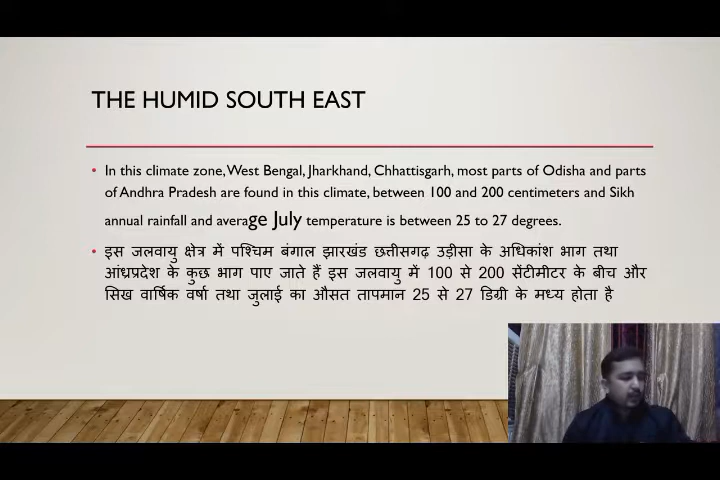 THE HUMID SOUTH EAST
• In this climate zone, West Bengal, Jharkhand, Chhattisgarh, most parts of Odisha and parts
of Andhra Pradesh are found in this climate, between 100 and 200 centimeters and Sikh
annual rainfall and average July temperature is between 25 to 27 degrees.
• इस जलवायु क्षेत्र में पश्चिम बंगाल झारखंड छत्तीसगढ़ उड़ीसा के अधिकांश भाग तथा
आंध्रप्रदेश के कुछ भाग पाए जाते हैं इस जलवायु में 100 से 200 सेंटीमीटर के बीच और
सिख वार्षिक वर्षा तथा जुलाई का औसत तापमान 25 से 27 डिग्री के मध्य होता है